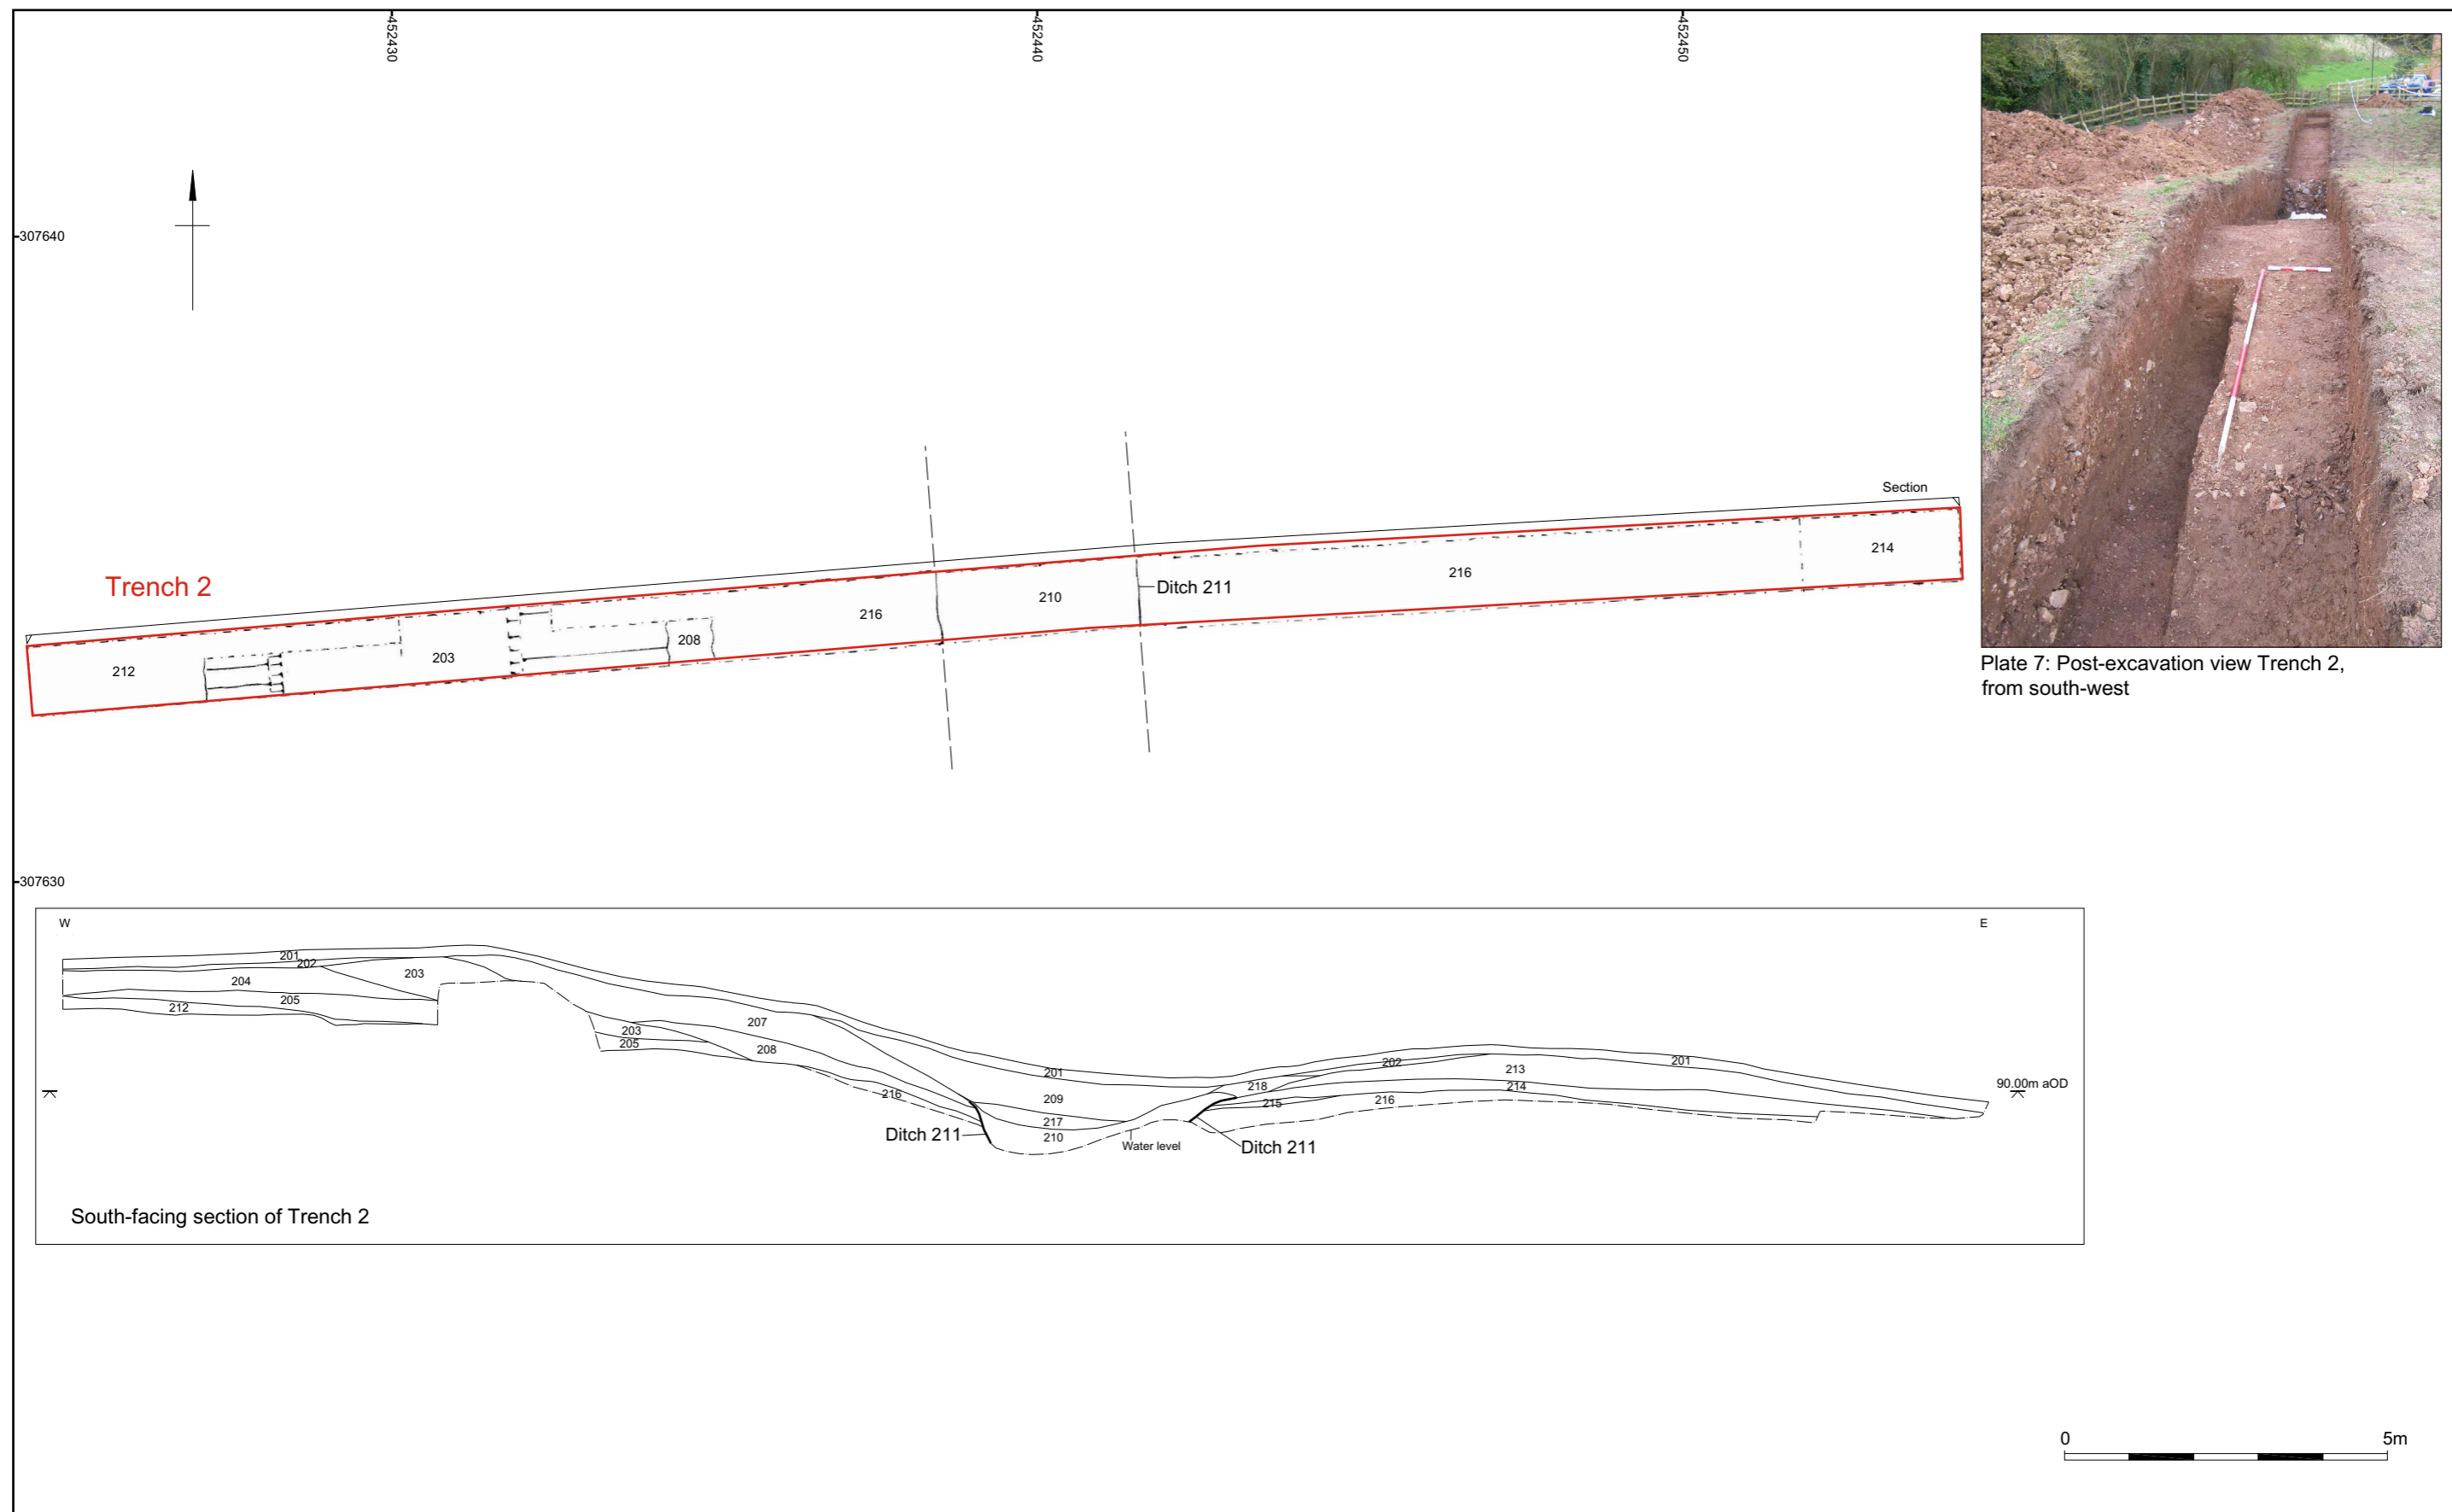 4524430
4524440
4524450
307640
Section
Trench 2
214
216
Ditch 211
210
216
208
203
212
Plate 7: Post-excavation view Trench 2,
from south-west
307630
W
E
201
202
203
204
205
212
207
203
205
208
216
201
209
217
210
Ditch 211
Water level
Ditch 211
218
215
202
213
214
216
201
90.00m aOD
South-facing section of Trench 2
0
5m